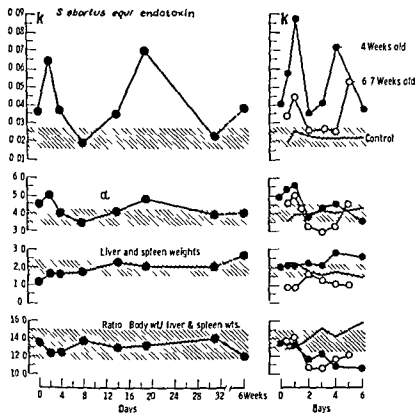 k S abortus equi endotoxin k
0 09
0 08
0 07
0 06
0 05
0 04
0 03
0 02
0 01
4 Weeks old
6 7 Weeks old
Control
α
6.0
5.0
4.0
3.0
2.0
Liver and spleen weights
3.0
2.0
1.0
Ratio Body wt/ liver & spleen wts.
16.0
14.0
12.0
10.0
0 4 8 12 16 20 24 28 32 6 Weeks
Days
0 2 4 6
Days